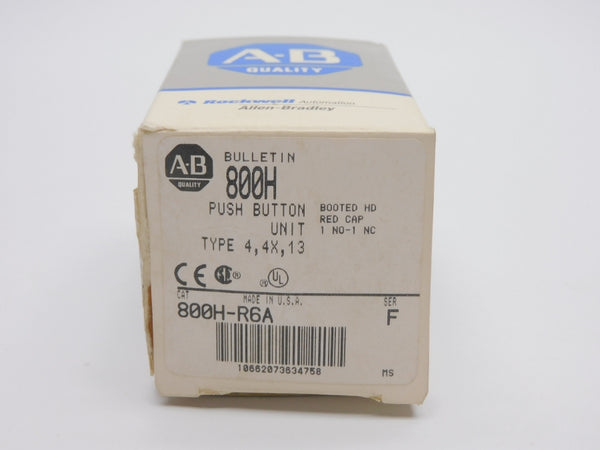 A-B
QUALITY
Rockwell Automation
Allen-Bradley
A-B
QUALITY
BULLETIN
800H
PUSH BUTTON
UNIT
TYPE 4,4X,13
BOOTED HD
RED CAP
1 NO-1 NC
CE
UL
CAT
MADE IN U.S.A.
SER
800H-R6A
F
10662073634758
MS